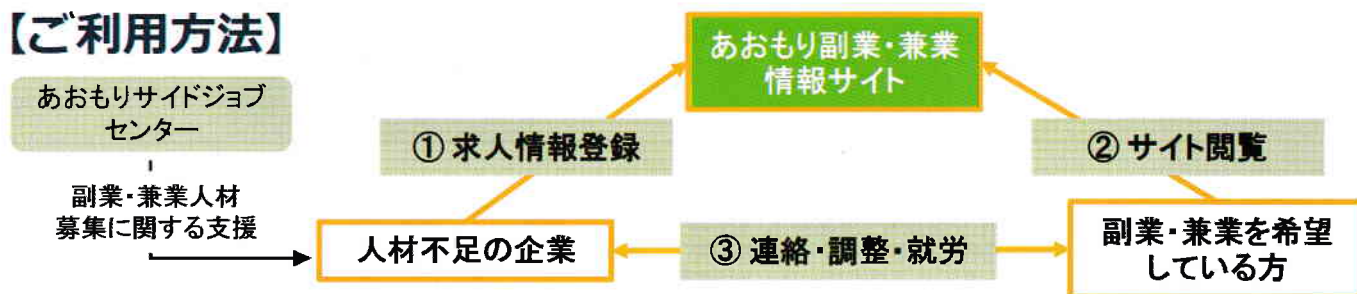 【ご利用方法】
あおもりサイドジョブ
センター
副業・兼業人材
募集に関する支援
あおもり副業・兼業
情報サイト
① 求人情報登録
② サイト閲覧
人材不足の企業
③ 連絡・調整・就労
副業・兼業を希望
している方